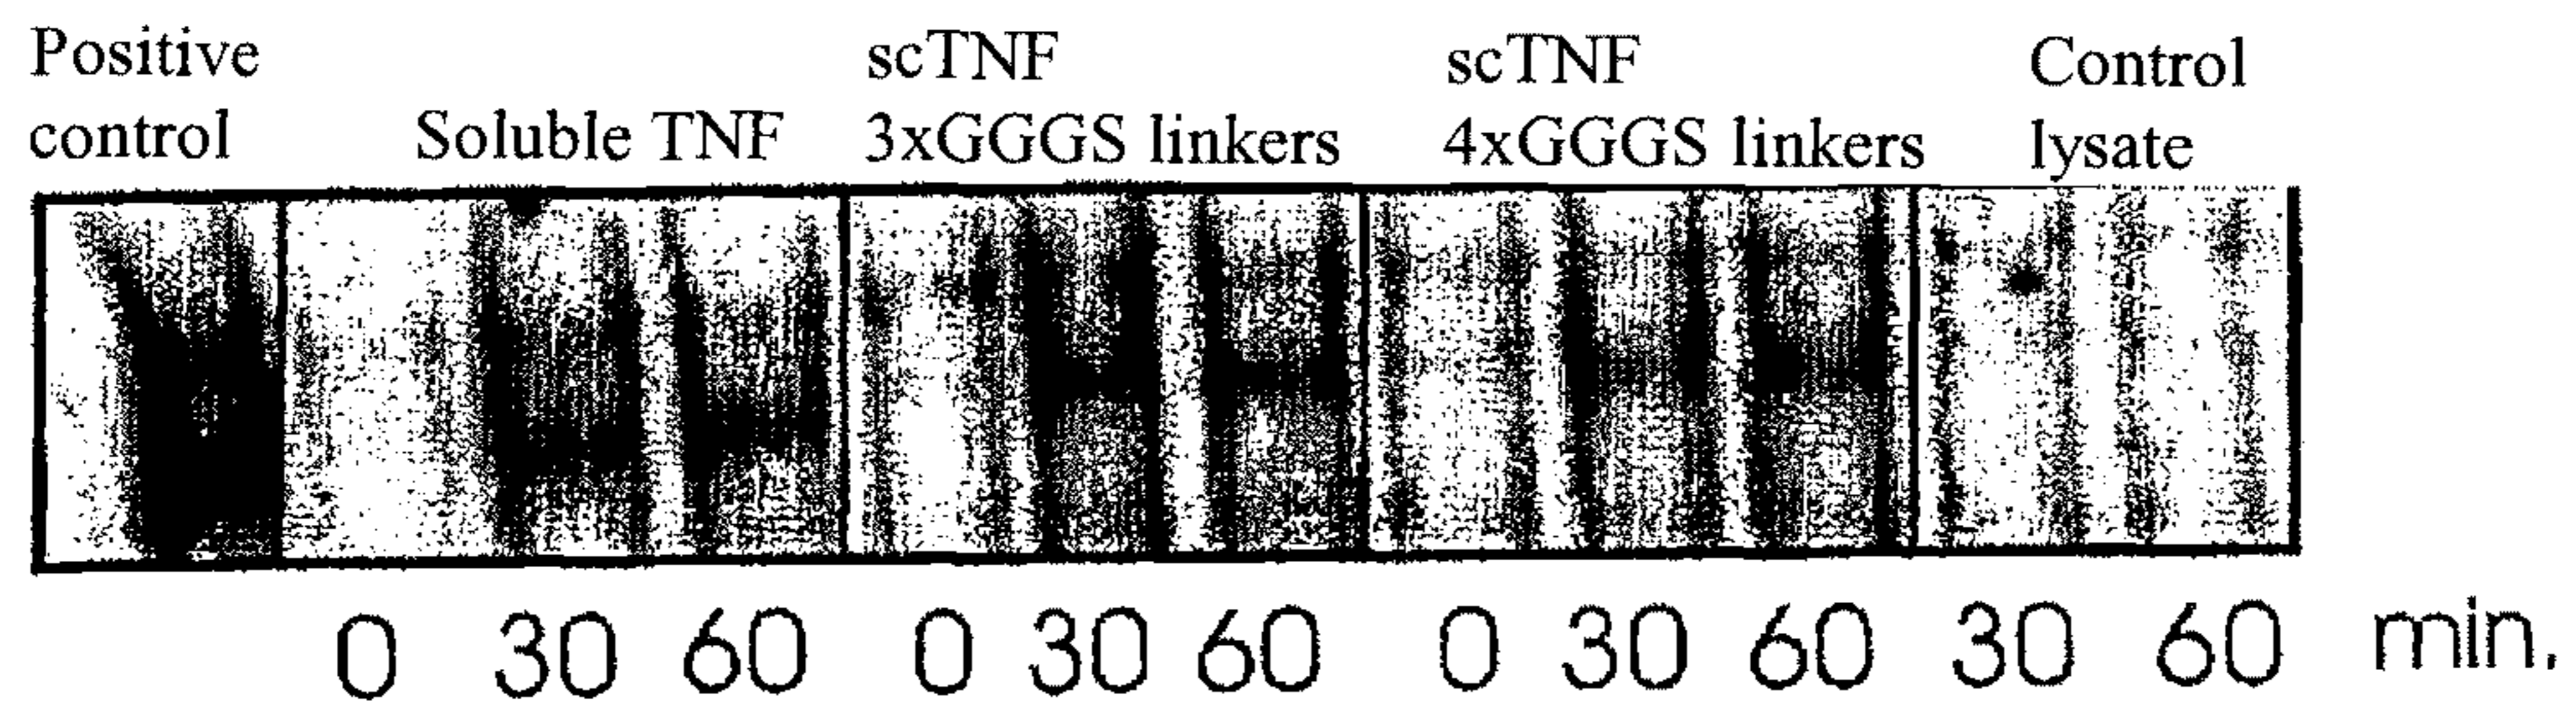 Positive
control
Soluble TNF
scTNF
3xGGGS linkers
scTNF
4xGGGS linkers
Control
lysate
0 30 60 0 30 60 0 30 60 30 60 min.